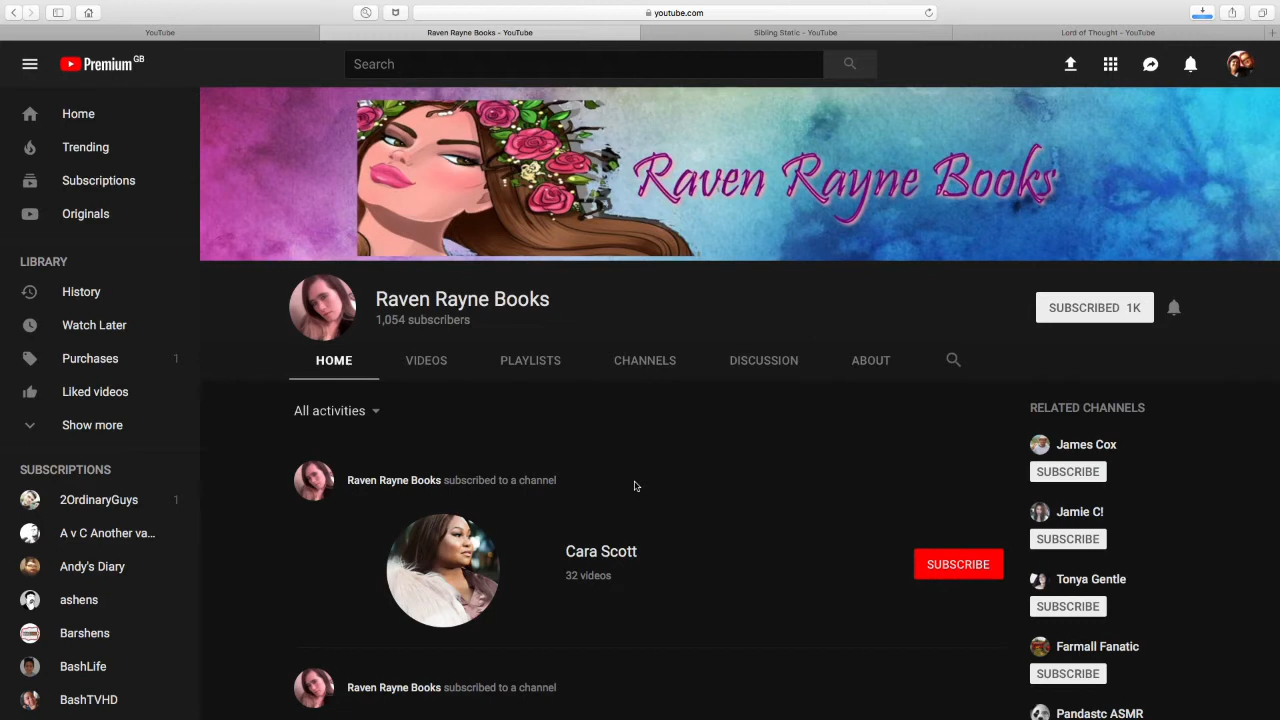 youtube.com
YouTube
Raven Rayne Books - YouTube
Sibling Static - YouTube
Lord of Thought - YouTube
Premium GB
Search
Home
Trending
Subscriptions
Originals
LIBRARY
History
Watch Later
Purchases 1
Liked videos
Show more
SUBSCRIPTIONS
2OrdinaryGuys 1
A v C Another va...
Andy's Diary
ashens
Barshens
BashLife
BashTVHD
Raven Rayne Books
Raven Rayne Books
1,054 subscribers
SUBSCRIBED 1K
HOME VIDEOS PLAYLISTS CHANNELS DISCUSSION ABOUT
All activities
Raven Rayne Books subscribed to a channel
Cara Scott
32 videos
SUBSCRIBE
Raven Rayne Books subscribed to a channel
RELATED CHANNELS
James Cox
SUBSCRIBE
Jamie C!
SUBSCRIBE
Tonya Gentle
SUBSCRIBE
Farmall Fanatic
SUBSCRIBE
Pandastc ASMR